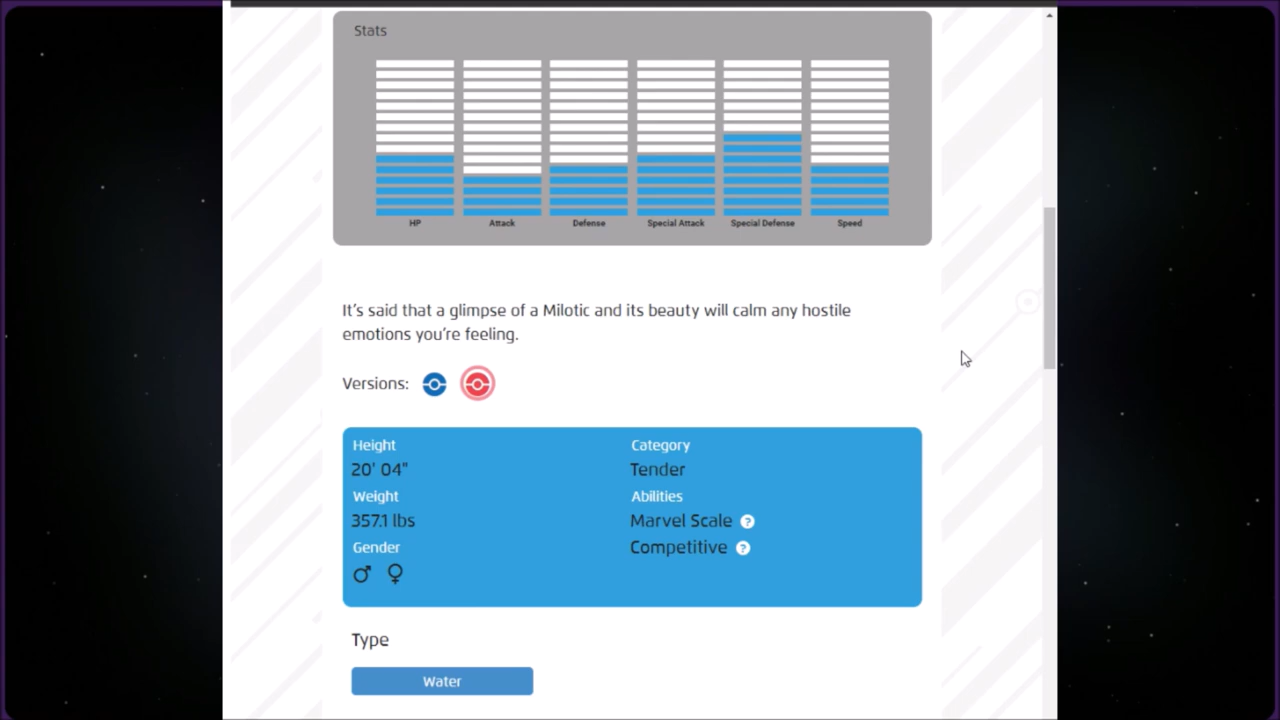 Stats
HP Attack Defense Special Attack Special Defense Speed
It's said that a glimpse of a Milotic and its beauty will calm any hostile
emotions you're feeling.
Versions:
Height
20' 04"
Weight
357.1 lbs
Gender
♂ ♀
Category
Tender
Abilities
Marvel Scale ?
Competitive ?
Type
Water